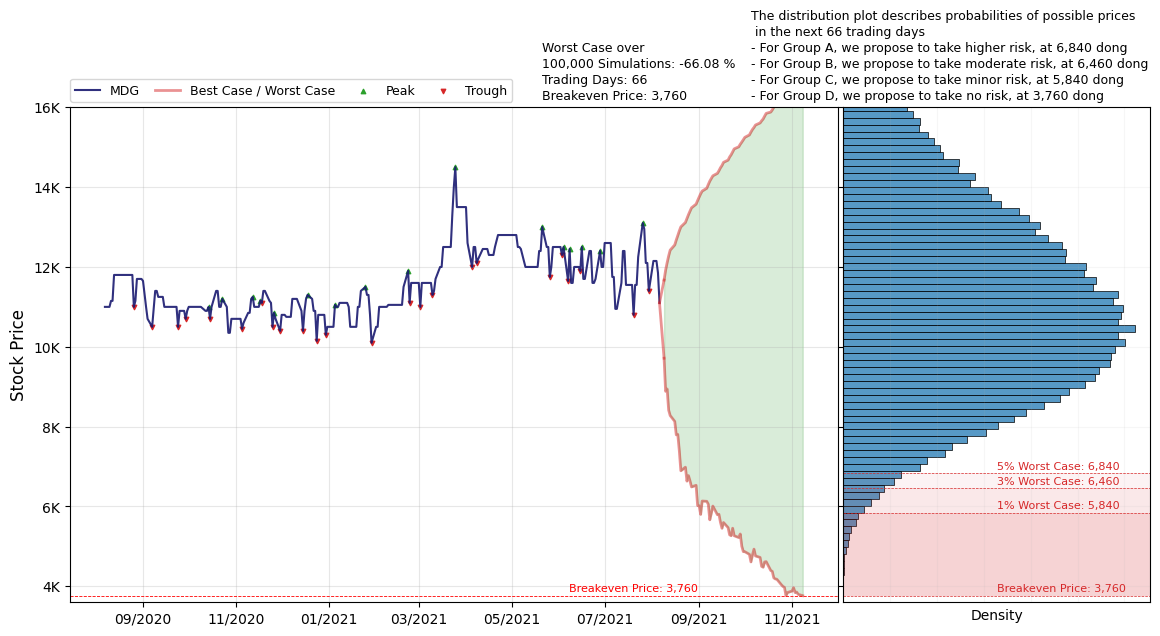 The distribution plot describes probabilities of possible prices
in the next 66 trading days
- For Group A, we propose to take higher risk, at 6,840 dong
- For Group B, we propose to take moderate risk, at 6,460 dong
- For Group C, we propose to take minor risk, at 5,840 dong
- For Group D, we propose to take no risk, at 3,760 dong
Worst Case over
100,000 Simulations: -66.08 %
Trading Days: 66
Breakeven Price: 3,760
MDG Best Case / Worst Case Peak Trough
16K
14K
12K
10K
8K
6K
4K
Stock Price
Breakeven Price: 3,760
09/2020 11/2020 01/2021 03/2021 05/2021 07/2021 09/2021 11/2021
5% Worst Case: 6,840
3% Worst Case: 6,460
1% Worst Case: 5,840
Breakeven Price: 3,760
Density